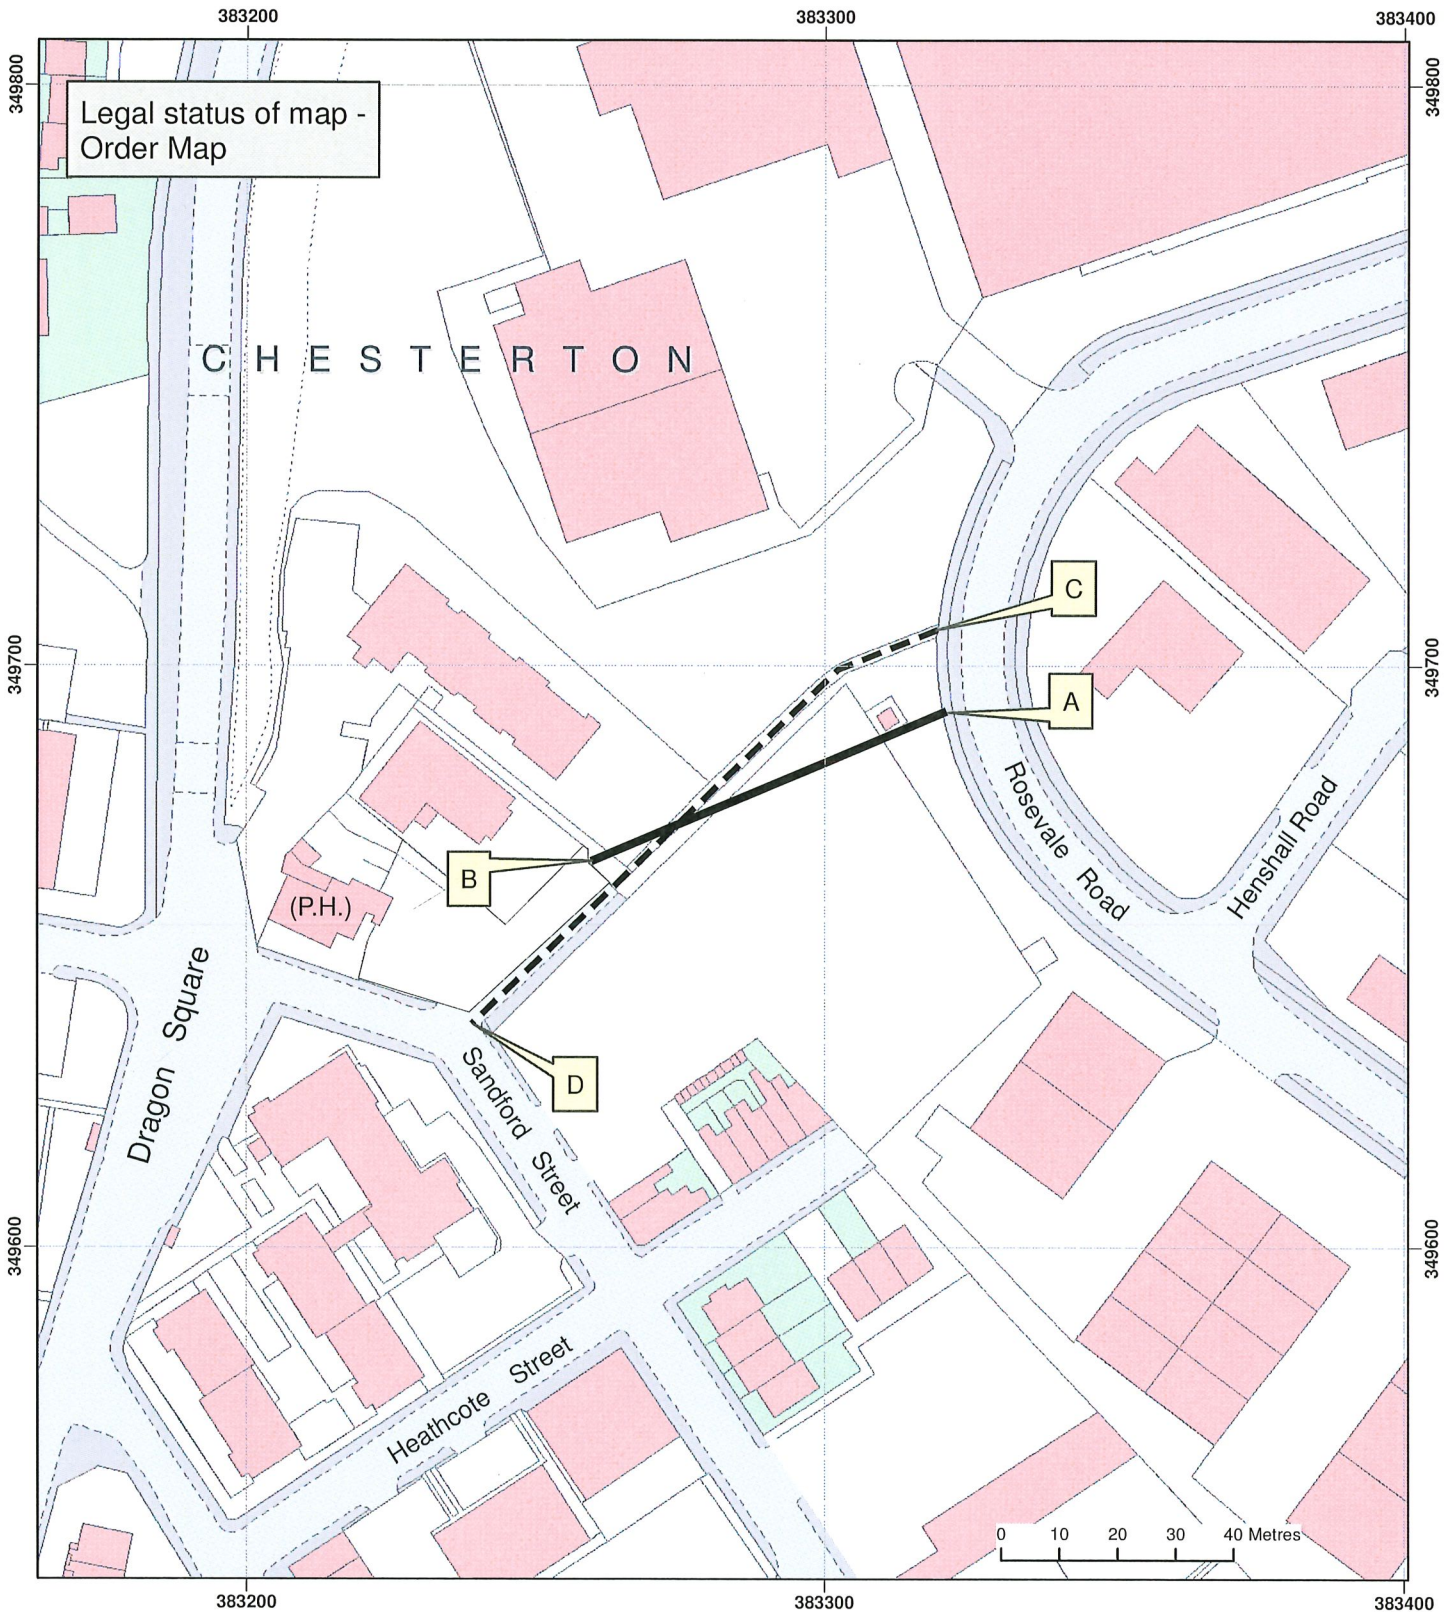 383200
383300
383400
349800
349800
Legal status of map -
Order Map
CHESTERTON
C
349700
349700
A
B
(P.H.)
Rosevale Road
Henshall Road
Dragon Square
D
Sandford Street
349600
349600
Heathcote Street
0 10 20 30 40 Metres
383200
383300
383400